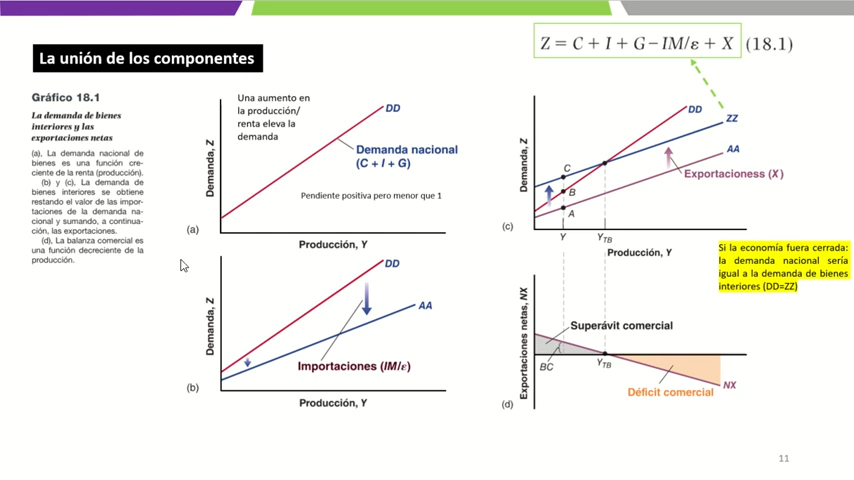 Z = C + I + G – IM/ε + X (18.1)
La unión de los componentes
Gráfico 18.1
La demanda de bienes
interiores y las
exportaciones netas
(a), La demanda nacional de
bienes es una función cre-
ciente de la renta (producción).
(b) y (c), La demanda de
bienes interiores se obtiene
restando el valor de las impor-
taciones de la demanda na-
cional y sumando, a continua-
ción, las exportaciones.
(d), La balanza comercial es
una función decreciente de la
producción.
Una aumento en
la producción/
renta eleva la
demanda
Demanda, Z
DD
Demanda nacional
(C + I + G)
Pendiente positiva pero menor que 1
(a)
Producción, Y
Demanda, Z
DD
AA
Importaciones (IM/ε)
(b)
Producción, Y
Demanda, Z
DD
ZZ
AA
C
B
A
Exportacioness (X)
(c)
Y
YTB
Producción, Y
Si la economía fuera cerrada:
la demanda nacional sería
igual a la demanda de bienes
interiores (DD=ZZ)
Exportaciones netas, NX
Superávit comercial
BC
YTB
Déficit comercial
NX
(d)
11